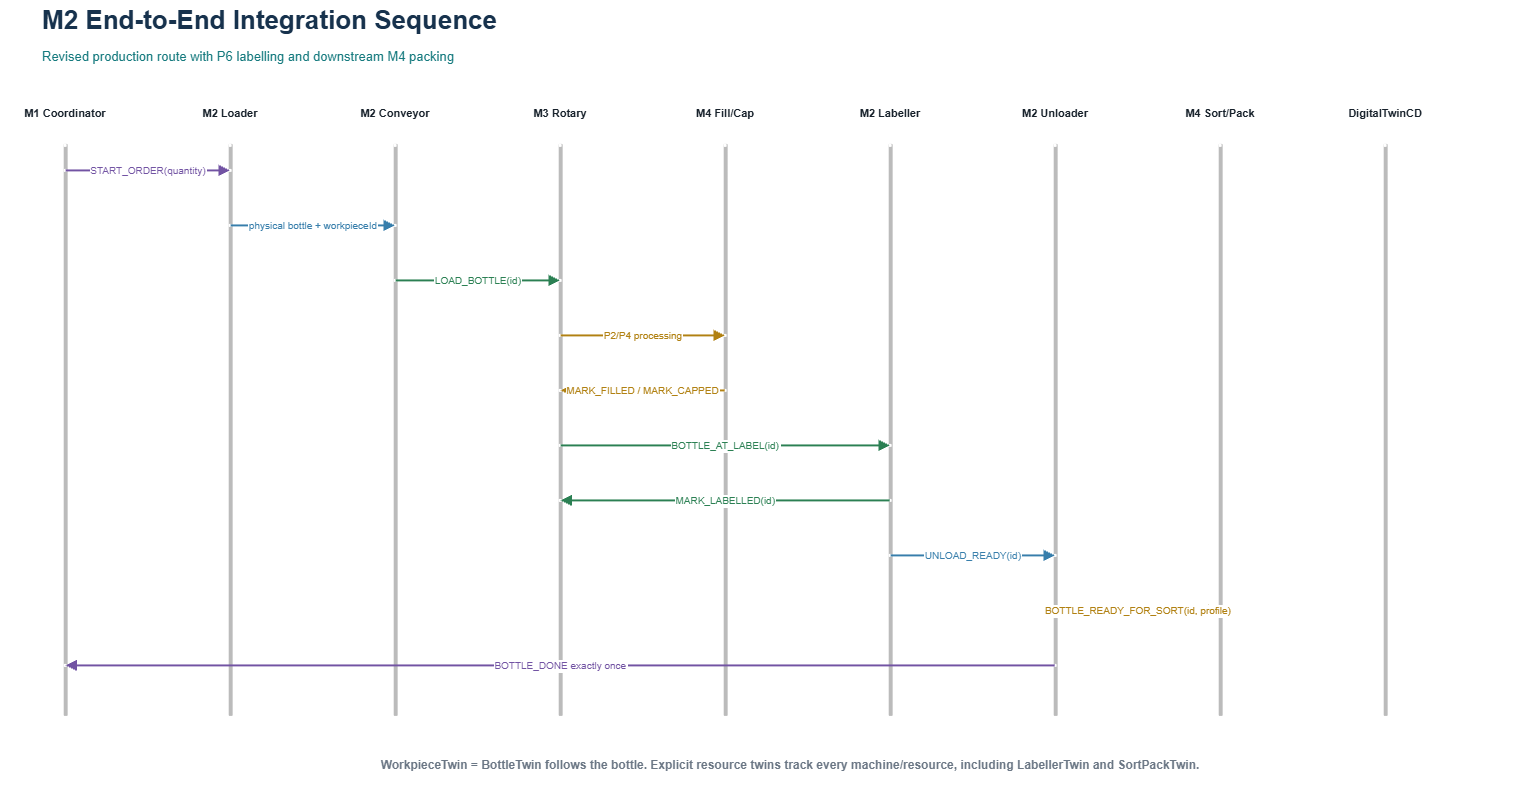 M2 End-to-End Integration Sequence
Revised production route with P6 labelling and downstream M4 packing
M1 Coordinator
M2 Loader
M2 Conveyor
M3 Rotary
M4 Fill/Cap
M2 Labeller
M2 Unloader
M4 Sort/Pack
DigitalTwinCD
START_ORDER(quantity)
physical bottle + workpieceId
LOAD_BOTTLE(id)
P2/P4 processing
MARK_FILLED / MARK_CAPPED
BOTTLE_AT_LABEL(id)
MARK_LABELLED(id)
UNLOAD_READY(id)
BOTTLE_READY_FOR_SORT(id, profile)
BOTTLE_DONE exactly once
WorkpieceTwin = BottleTwin follows the bottle. Explicit resource twins track every machine/resource, including LabellerTwin and SortPackTwin.